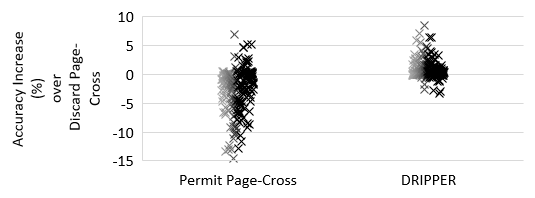 Accuracy Increase
(%)
over
Discard Page-
Cross
10
5
0
-5
-10
-15
Permit Page-Cross
DRIPPER